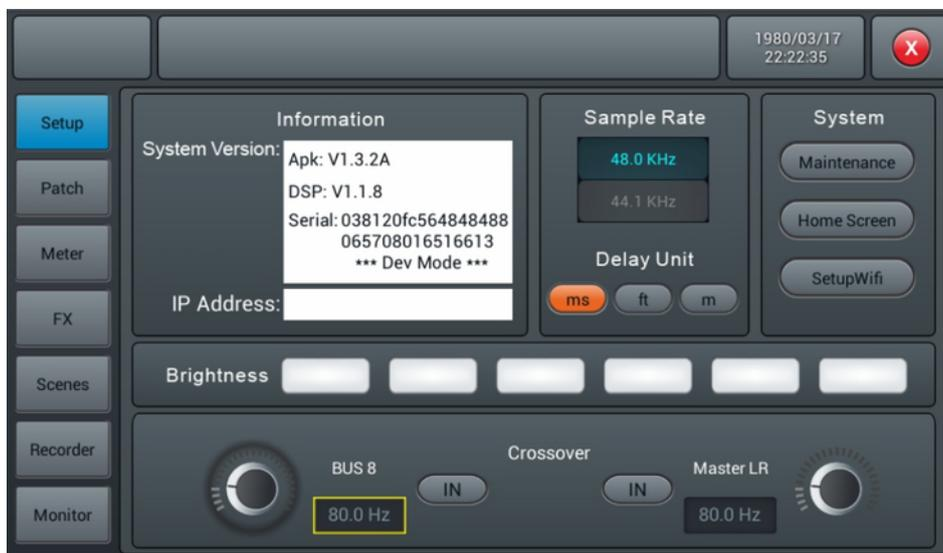 1980/03/17
22:22:35
X
Setup
Patch
Meter
FX
Scenes
Recorder
Monitor
Information
System Version:
Apk: V1.3.2A
DSP: V1.1.8
Serial: 038120fc564848488
065708016516613
*** Dev Mode ***
IP Address:
Sample Rate
48.0 KHz
44.1 KHz
Delay Unit
ms ft m
System
Maintenance
Home Screen
SetupWifi
Brightness
Crossover
BUS 8
IN
80.0 Hz
IN
Master LR
80.0 Hz